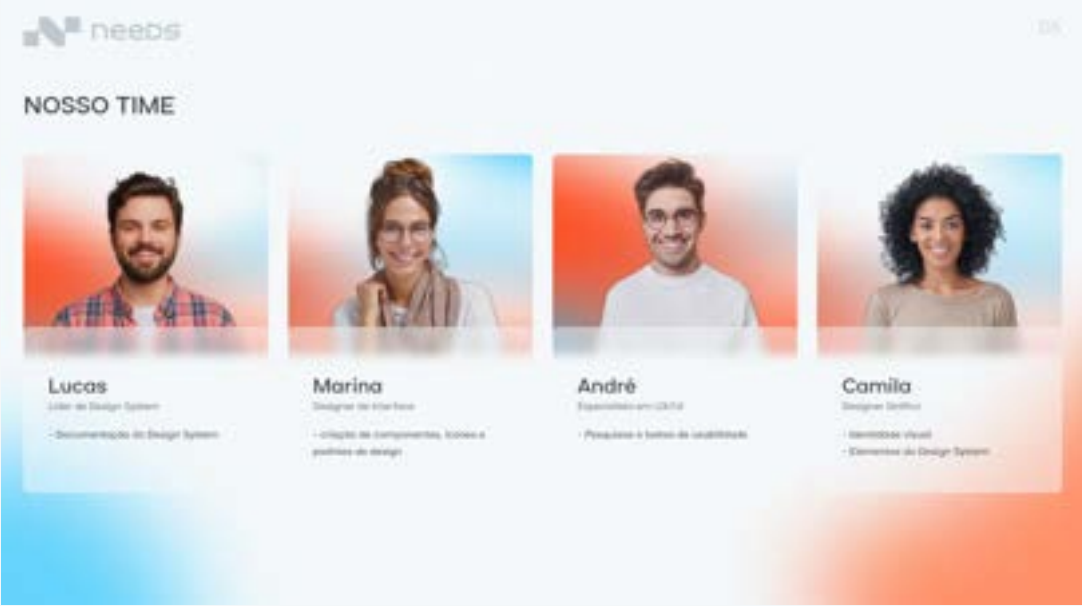 neeDs
NOSSO TIME
Lucas
Líder de Design System
- Documentação do Design System
Marina
Designer de Interface
- criação de componentes, ícones e
padrões de design
André
Especialista em UX/UI
- Pesquisas e testes de usabilidade
Camila
Designer Gráfico
- Identidade visual
- Elementos do Design System